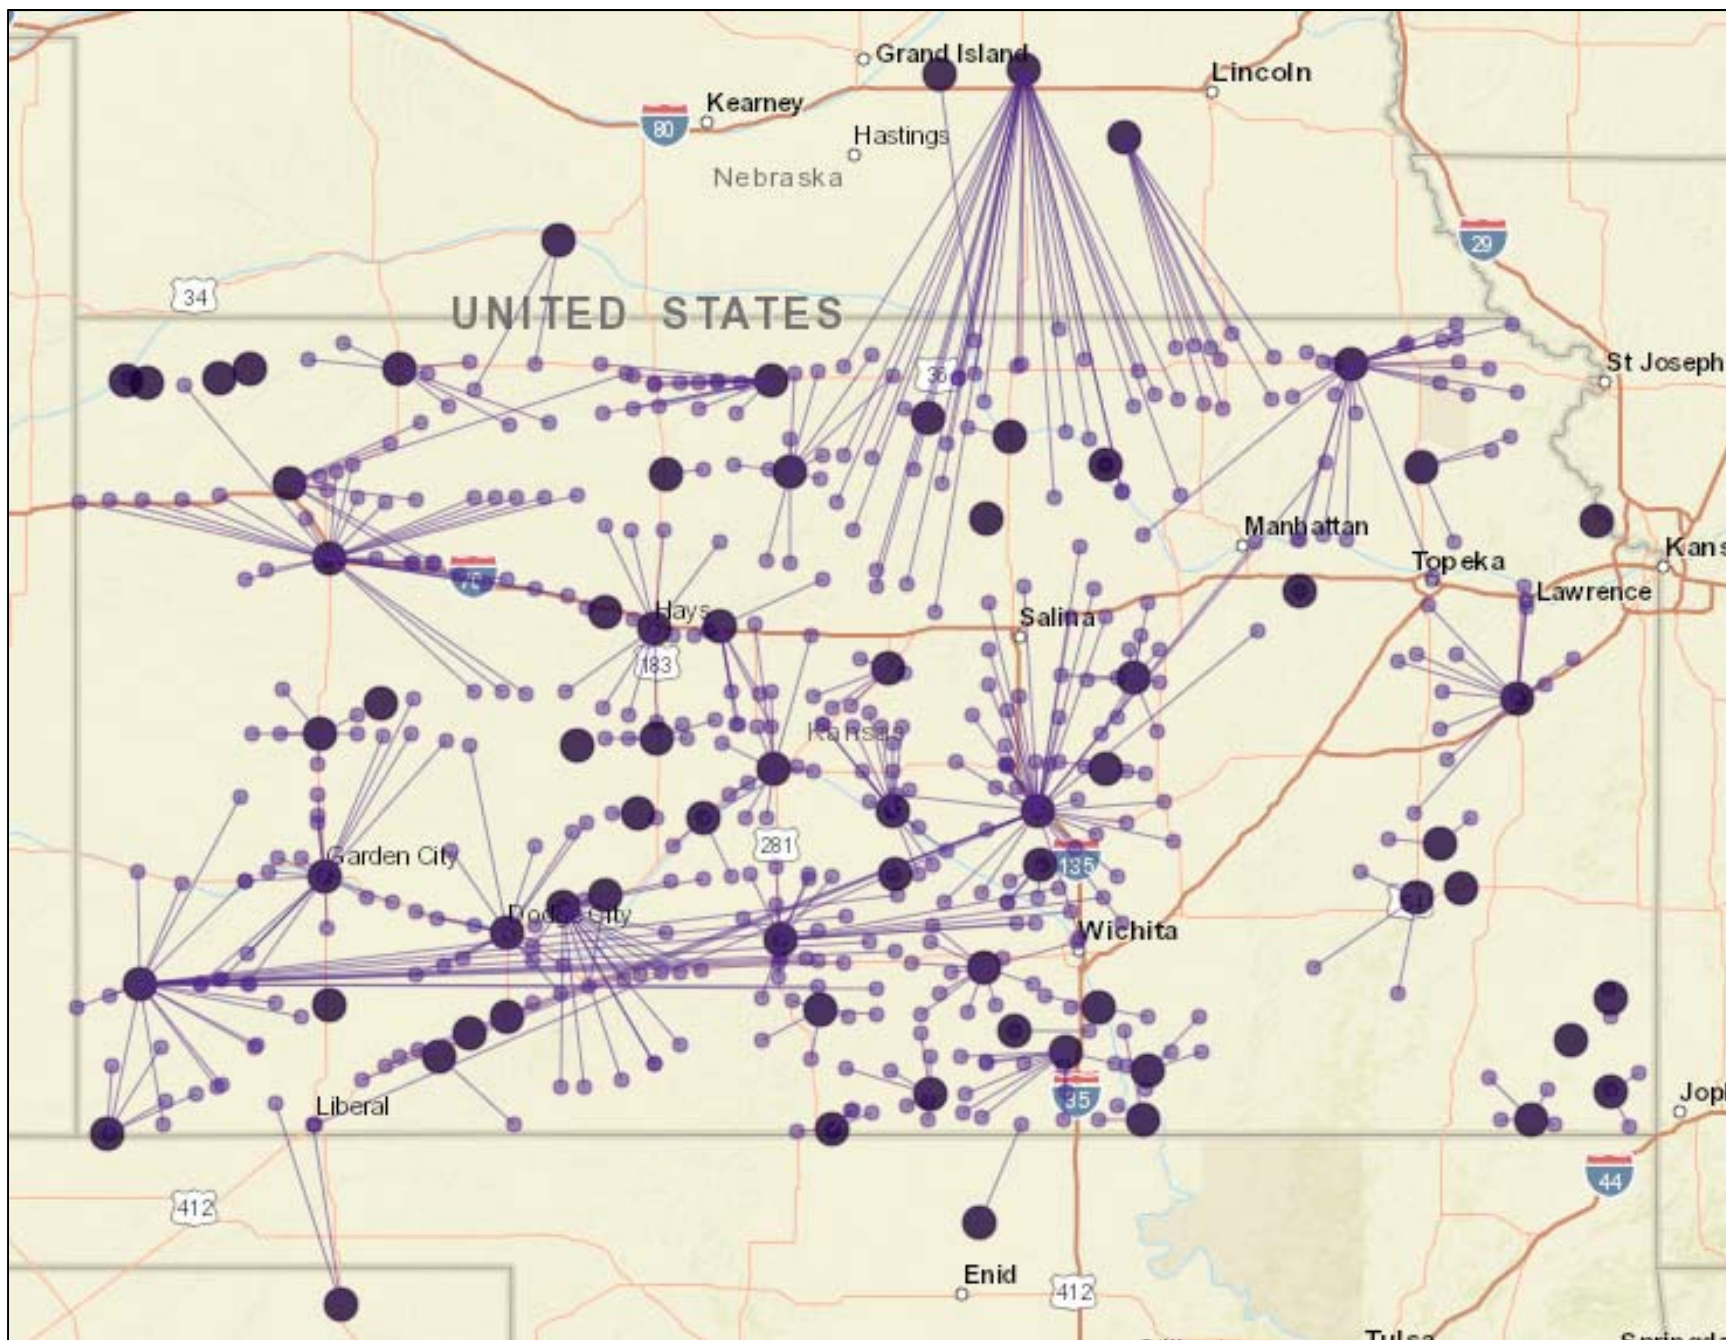 Grand Island
Lincoln
Kearney
80
Hastings
Nebraska
29
34
UNITED STATES
St Joseph
36
Manhattan
Kans
Topeka
70
Lawrence
Hays
Salina
183
Kansas
281
Garden City
135
Dodge City
Wichita
Liberal
35
Jopl
44
412
Enid
412
Tulsa